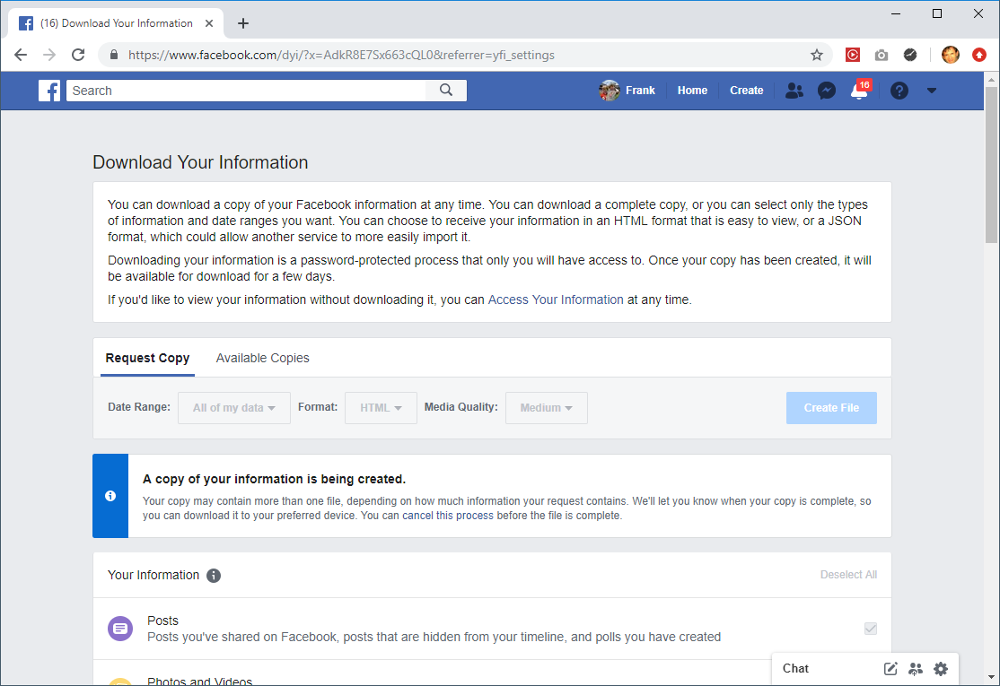 (16) Download Your Information
https://www.facebook.com/dyi/?x=AdkR8E7Sx663cQL0&referrer=yfi_settings
Search
Frank
Home
Create
16
Download Your Information
You can download a copy of your Facebook information at any time. You can download a complete copy, or you can select only the types
of information and date ranges you want. You can choose to receive your information in an HTML format that is easy to view, or a JSON
format, which could allow another service to more easily import it.
Downloading your information is a password-protected process that only you will have access to. Once your copy has been created, it will
be available for download for a few days.
If you'd like to view your information without downloading it, you can Access Your Information at any time.
Request Copy
Available Copies
Date Range: All of my data Format: HTML Media Quality: Medium Create File
A copy of your information is being created.
Your copy may contain more than one file, depending on how much information your request contains. We'll let you know when your copy is complete, so
you can download it to your preferred device. You can cancel this process before the file is complete.
Your Information
Deselect All
Posts
Posts you've shared on Facebook, posts that are hidden from your timeline, and polls you have created
Photos and Videos
Chat